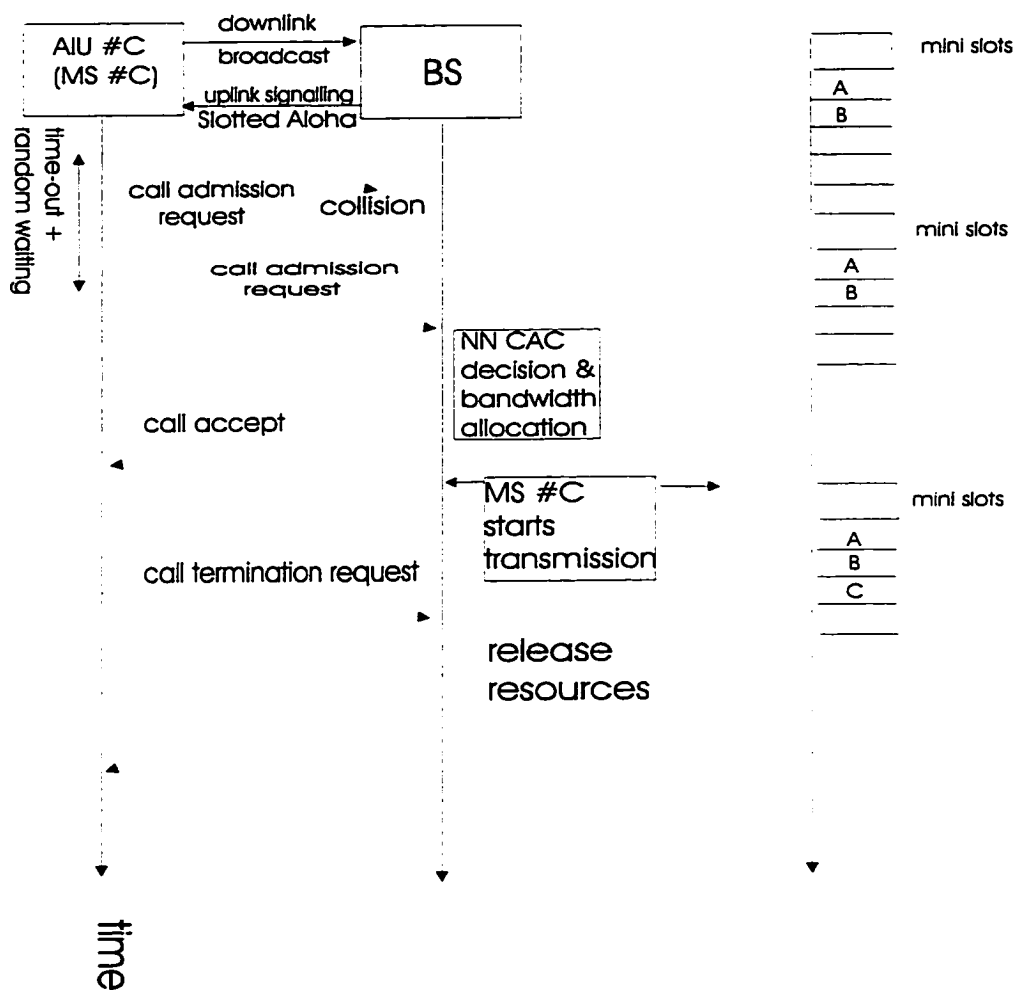 downlink
AIU #C
(MS #C)
broadcast
BS
uplink signalling
Slotted Aloha
mini slots
A
B
time-out +
random waiting
call admission
request
collision
mini slots
call admission
request
A
B
NN CAC
decision &
bandwidth
allocation
call accept
MS #C
starts
transmission
mini slots
A
B
C
call termination request
release
resources
time